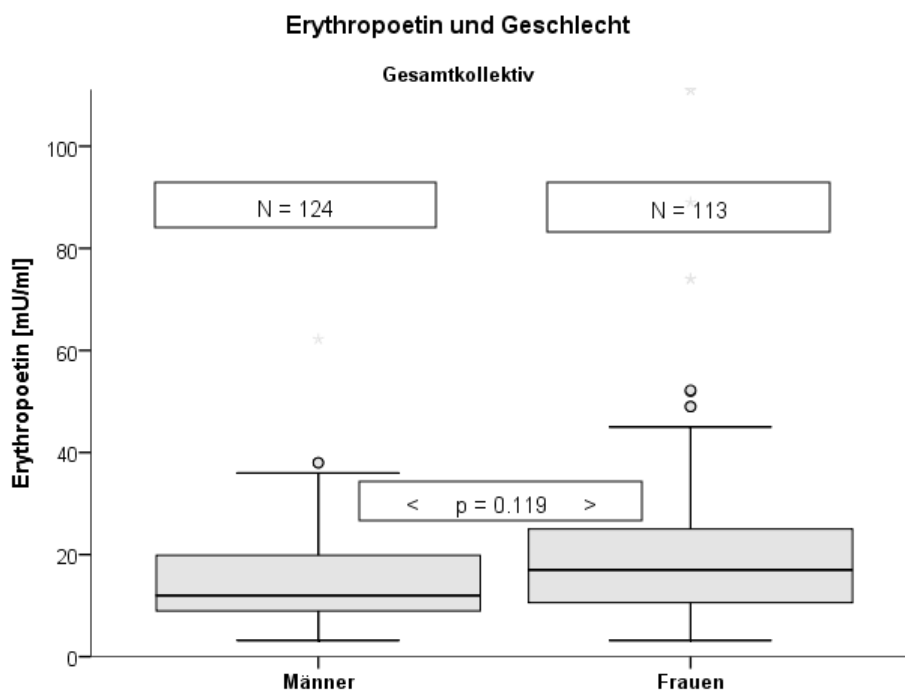 Erythropoetin und Geschlecht
Gesamtkollektiv
Erythropoetin [mU/ml]
100
80
60
40
20
0
N = 124
N = 113
< p = 0.119 >
Männer
Frauen